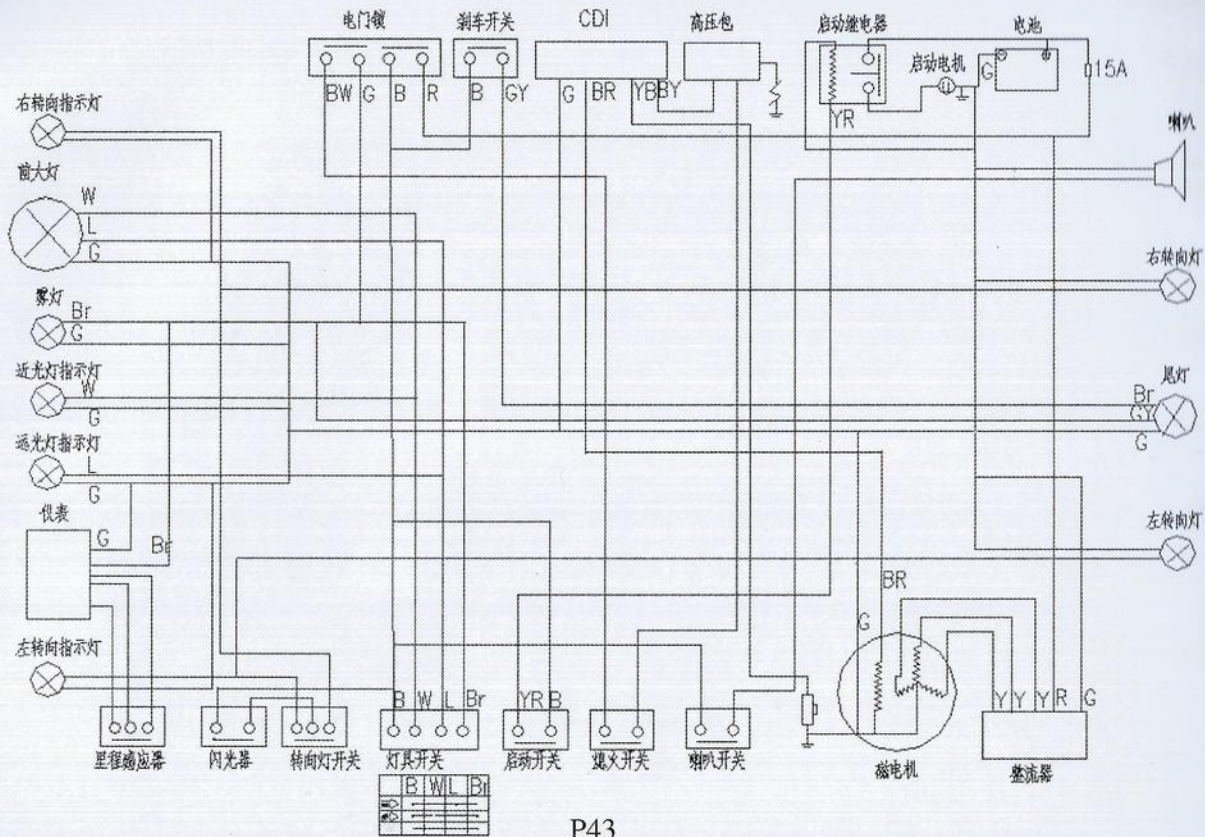 电门锁
刹车开关
CDI
高压包
启动继电器
电池
启动电机
G
15A
BW G B R
B GY
G BR YB BY
YR
右转向指示灯
喇叭
前大灯
W
L
G
右转向灯
雾灯
Br
G
近光灯指示灯
W
G
尾灯
Br
GY
G
远光灯指示灯
L
G
仪表
G
Br
左转向灯
BR
G
左转向指示灯
B W L Br
YR B
Y Y Y R G
里程感应器
闪光器
转向灯开关
灯具开关
启动开关
熄火开关
喇叭开关
磁电机
整流器
B W L Br
P43